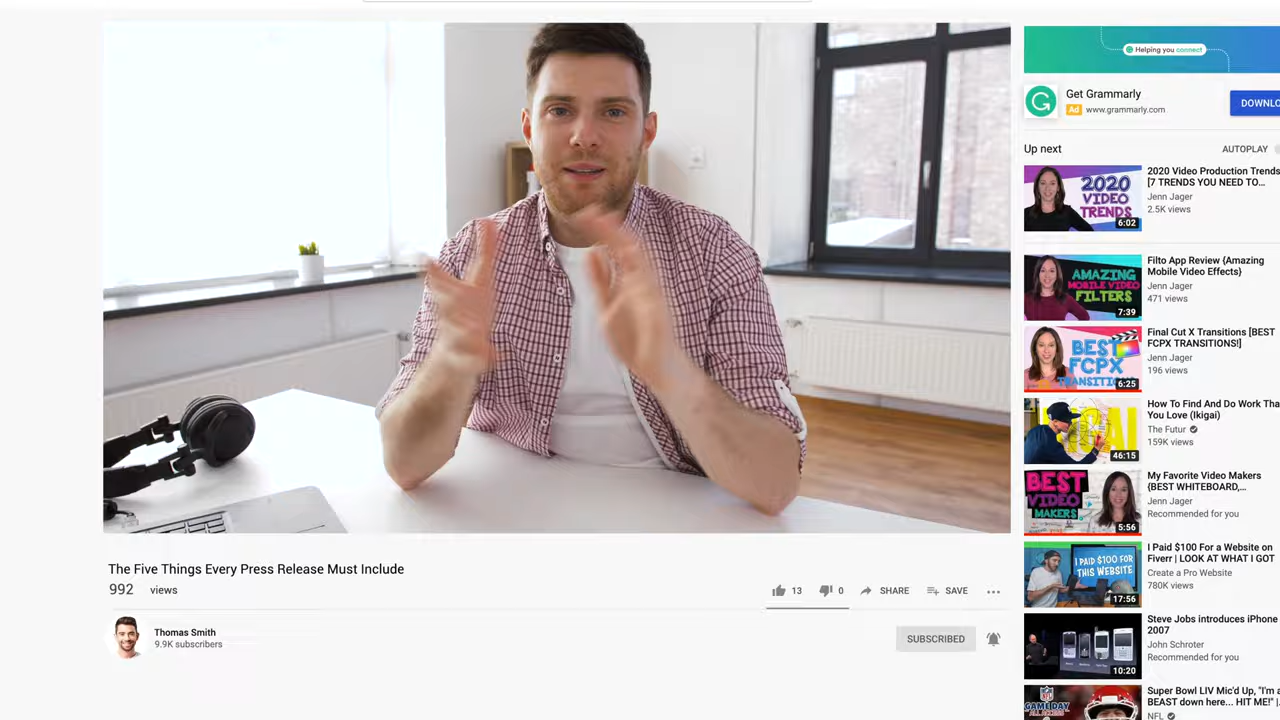 Helping you connect
Get Grammarly
Ad www.grammarly.com
DOWNLO
Up next
AUTOPLAY
2020
VIDEO
TRENDS
6:02
2020 Video Production Trends
[7 TRENDS YOU NEED TO...
Jenn Jager
2.5K views
AMAZING
MOBILE VIDEO
FILTERS
7:39
Filto App Review {Amazing
Mobile Video Effects}
Jenn Jager
471 views
BEST
FCPX
TRANSITI
6:25
Final Cut X Transitions [BEST
FCPX TRANSITIONS!]
Jenn Jager
196 views
46:15
How To Find And Do Work Tha
You Love (Ikigai)
The Futur
159K views
BEST
VIDEO
MAKERS
5:56
My Favorite Video Makers
{BEST WHITEBOARD,...
Jenn Jager
Recommended for you
I PAID $100 FOR
THIS WEBSITE
17:56
I Paid $100 For a Website on
Fiverr | LOOK AT WHAT I GOT
Create a Pro Website
780K views
10:20
Steve Jobs introduces iPhone
2007
John Schroter
Recommended for you
NFL
GAME DAY
ALL ACCESS
Super Bowl LIV Mic'd Up, "I'm a
BEAST down here... HIT ME!" |
NFL
The Five Things Every Press Release Must Include
992 views
13
0
SHARE
SAVE
Thomas Smith
9.9K subscribers
SUBSCRIBED